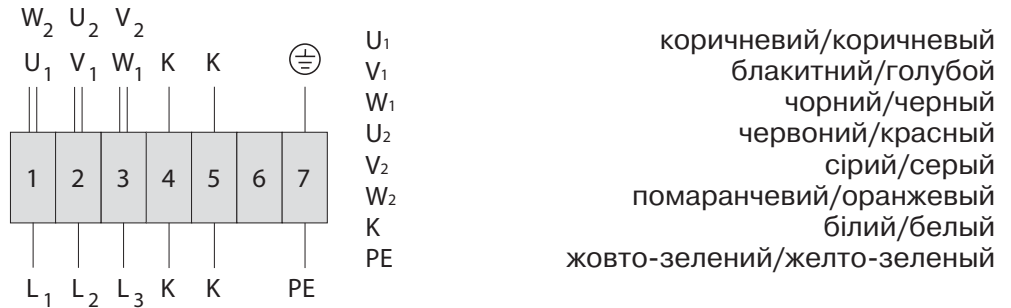 W2 U2 V2
U1 V1 W1 K K
1 2 3 4 5 6 7
L1 L2 L3 K K PE
U1 коричневий/коричневый
V1 блакитний/голубой
W1 чорний/черный
U2 червоний/красный
V2 сірий/серый
W2 помаранчевий/оранжевый
K білий/белый
PE жовто-зелений/желто-зеленый